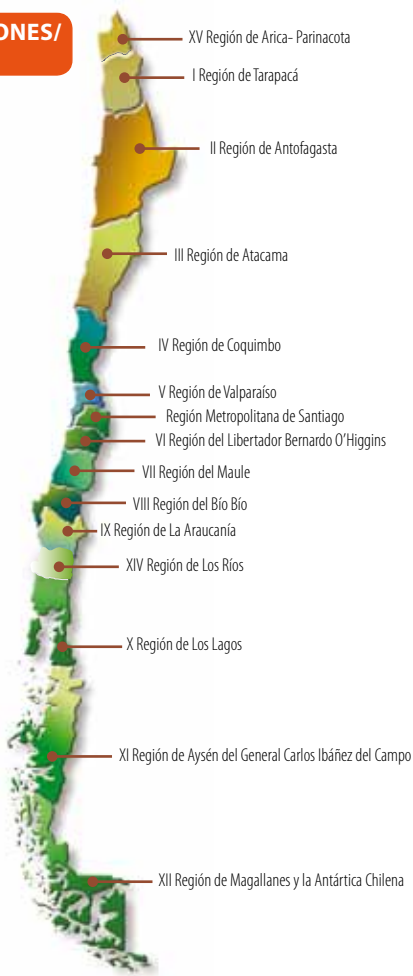 ONES/
XV Región de Arica- Parinacota
I Región de Tarapacá
II Región de Antofagasta
III Región de Atacama
IV Región de Coquimbo
V Región de Valparaíso
Región Metropolitana de Santiago
VI Región del Libertador Bernardo O’Higgins
VII Región del Maule
VIII Región del Bío Bío
IX Región de La Araucanía
XIV Región de Los Ríos
X Región de Los Lagos
XI Región de Aysén del General Carlos Ibáñez del Campo
XII Región de Magallanes y la Antártica Chilena